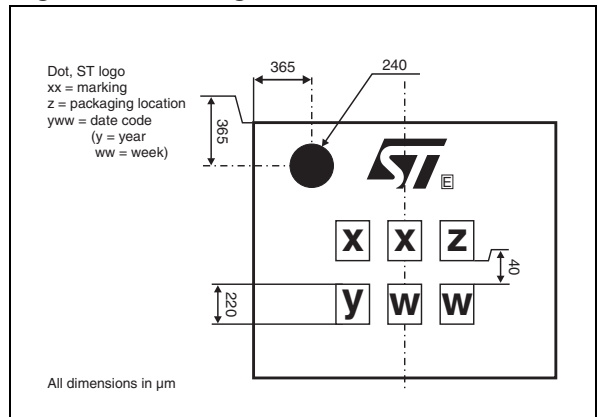 Dot, ST logo
xx = marking
z = packaging location
yww = date code
(y = year
ww = week)
365
240
365
ST
E
x x z
40
y w w
220
All dimensions in µm